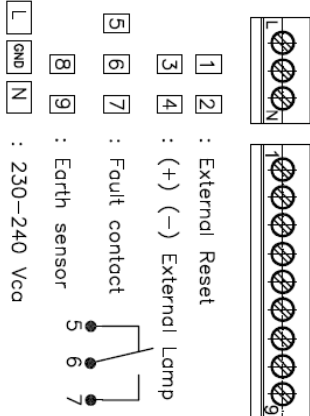 L N
1 9
1 2 : External Reset
3 4 : (+) (-) External Lamp
5 6 7 : Fault contact
5 6 7
8 9 : Earth sensor
L GND N : 230-240 Vca